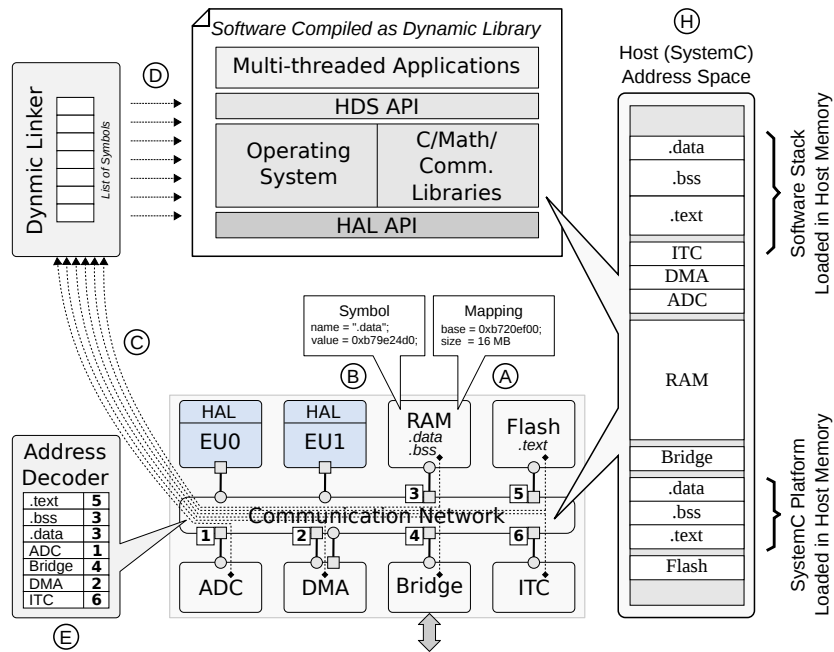 Software Compiled as Dynamic Library
Multi-threaded Applications
HDS API
Operating
System
C/Math/
Comm.
Libraries
HAL API
D
Dynmic Linker
List of Symbols
C
H
Host (SystemC)
Address Space
.data
.bss
.text
ITC
DMA
ADC
RAM
Bridge
.data
.bss
.text
Flash
Software Stack
Loaded in Host Memory
SystemC Platform
Loaded in Host Memory
Symbol
name = ".data";
value = 0xb79e24d0;
Mapping
base = 0xb720ef00;
size = 16 MB
B
A
HAL
EU0
HAL
EU1
RAM
.data
.bss
Flash
.text
3
5
Communication Network
1
2
4
6
ADC
DMA
Bridge
ITC
Address
Decoder
.text 5
.bss 3
.data 3
ADC 1
Bridge 4
DMA 2
ITC 6
E